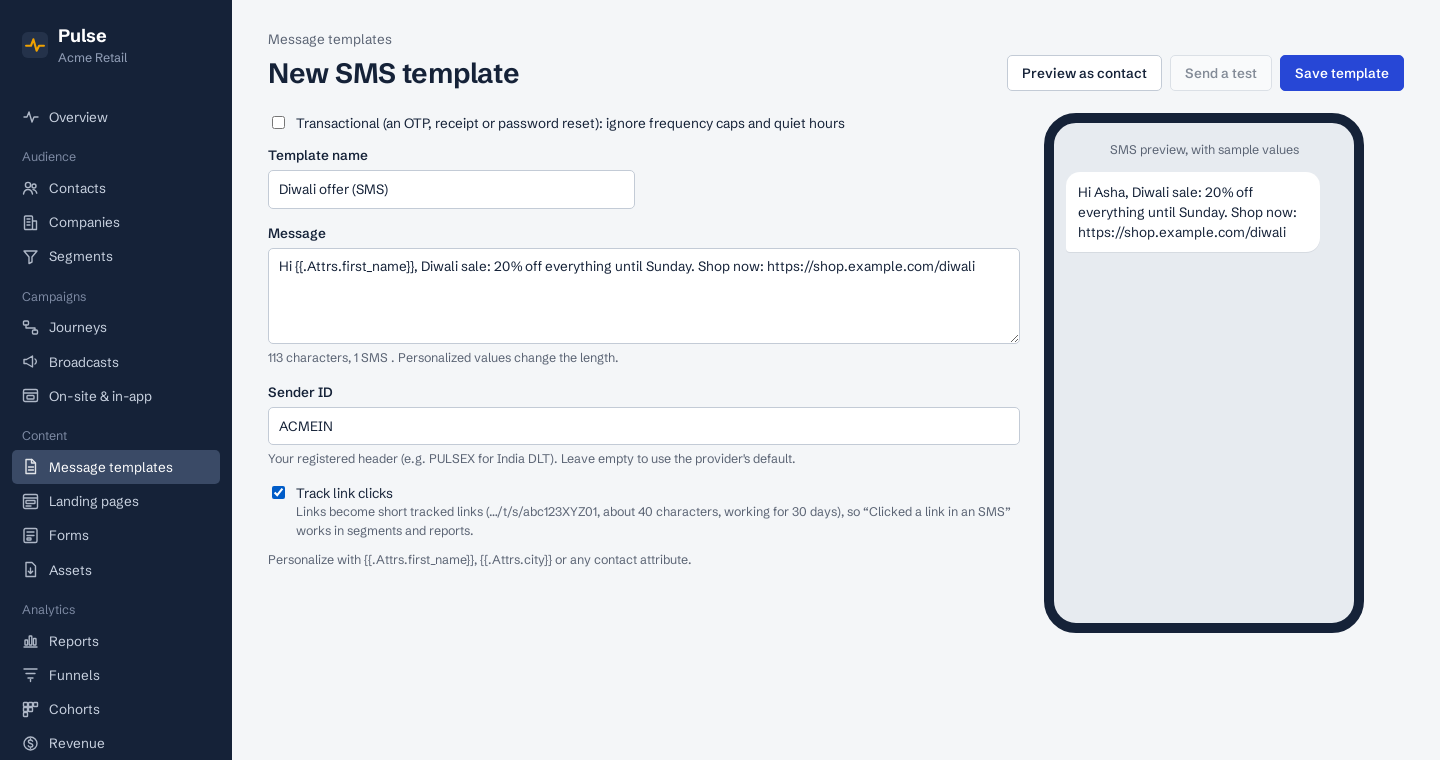 Pulse
Acme Retail
Overview
Audience
Contacts
Companies
Segments
Campaigns
Journeys
Broadcasts
On-site & in-app
Content
Message templates
Landing pages
Forms
Assets
Analytics
Reports
Funnels
Cohorts
Revenue
Message templates
New SMS template
Preview as contact
Send a test
Save template
Transactional (an OTP, receipt or password reset): ignore frequency caps and quiet hours
Template name
Diwali offer (SMS)
Message
Hi {{.Attrs.first_name}}, Diwali sale: 20% off everything until Sunday. Shop now: https://shop.example.com/diwali
113 characters, 1 SMS . Personalized values change the length.
Sender ID
ACMEIN
Your registered header (e.g. PULSEX for India DLT). Leave empty to use the provider's default.
Track link clicks
Links become short tracked links (…/t/s/abc123XYZ01, about 40 characters, working for 30 days), so “Clicked a link in an SMS”
works in segments and reports.
Personalize with {{.Attrs.first_name}}, {{.Attrs.city}} or any contact attribute.
SMS preview, with sample values
Hi Asha, Diwali sale: 20% off
everything until Sunday. Shop now:
https://shop.example.com/diwali